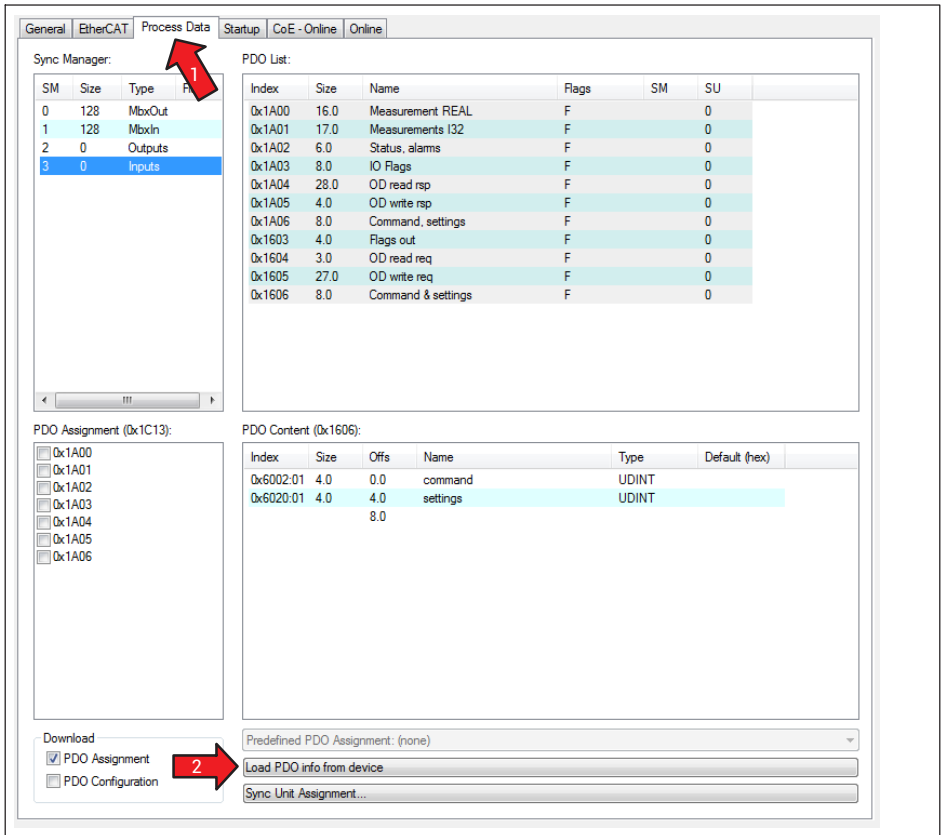 General EtherCAT Process Data Startup CoE - Online Online
Sync Manager:
SM Size Type
0 128 MbxOut
1 128 MbxIn
2 0 Outputs
3 0 Inputs
1
PDO List:
Index Size Name Flags SM SU
0x1A00 16.0 Measurement REAL F 0
0x1A01 17.0 Measurements I32 F 0
0x1A02 6.0 Status, alarms F 0
0x1A03 8.0 IO Flags F 0
0x1A04 28.0 OD read rsp F 0
0x1A05 4.0 OD write rsp F 0
0x1A06 8.0 Command, settings F 0
0x1603 4.0 Flags out F 0
0x1604 3.0 OD read req F 0
0x1605 27.0 OD write req F 0
0x1606 8.0 Command & settings F 0
PDO Assignment (0x1C13):
0x1A00
0x1A01
0x1A02
0x1A03
0x1A04
0x1A05
0x1A06
PDO Content (0x1606):
Index Size Offs Name Type Default (hex)
0x6002:01 4.0 0.0 command UDINT
0x6020:01 4.0 4.0 settings UDINT
8.0
Download
PDO Assignment
PDO Configuration
2
Predefined PDO Assignment: (none)
Load PDO info from device
Sync Unit Assignment...